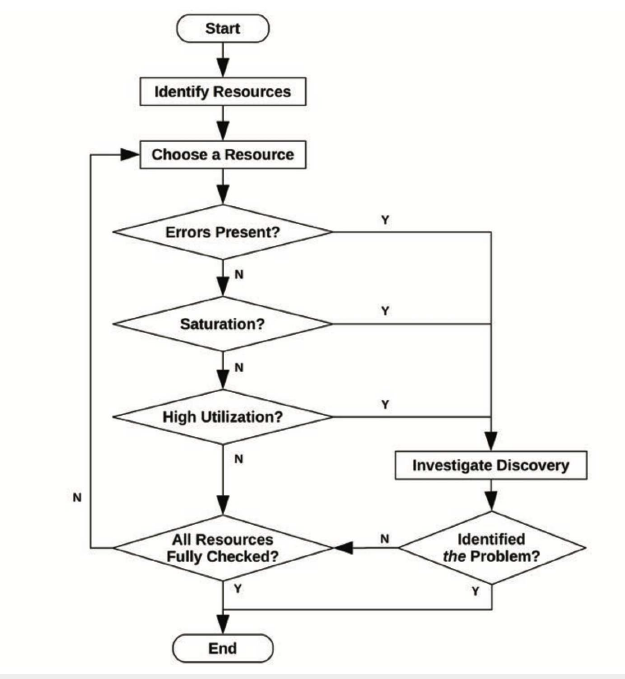 Start
Identify Resources
Choose a Resource
Errors Present?
Y
N
Saturation?
Y
N
High Utilization?
Y
N
Investigate Discovery
N
All Resources
Fully Checked?
N
Identified
the Problem?
Y
Y
End